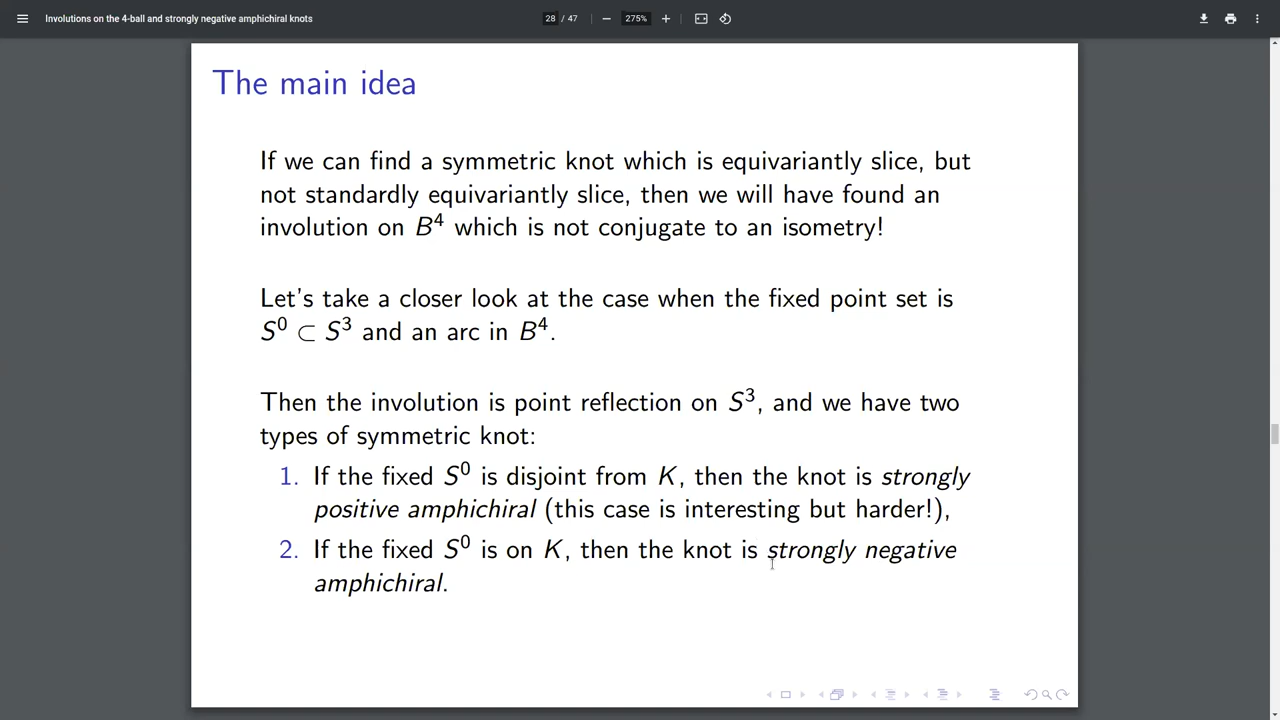 Involutions on the 4-ball and strongly negative amphichiral knots
28 / 47
275%
The main idea
If we can find a symmetric knot which is equivariantly slice, but
not standardly equivariantly slice, then we will have found an
involution on B⁴ which is not conjugate to an isometry!
Let's take a closer look at the case when the fixed point set is
S⁰ ⊂ S³ and an arc in B⁴.
Then the involution is point reflection on S³, and we have two
types of symmetric knot:
1. If the fixed S⁰ is disjoint from K, then the knot is strongly
positive amphichiral (this case is interesting but harder!),
2. If the fixed S⁰ is on K, then the knot is strongly negative
amphichiral.